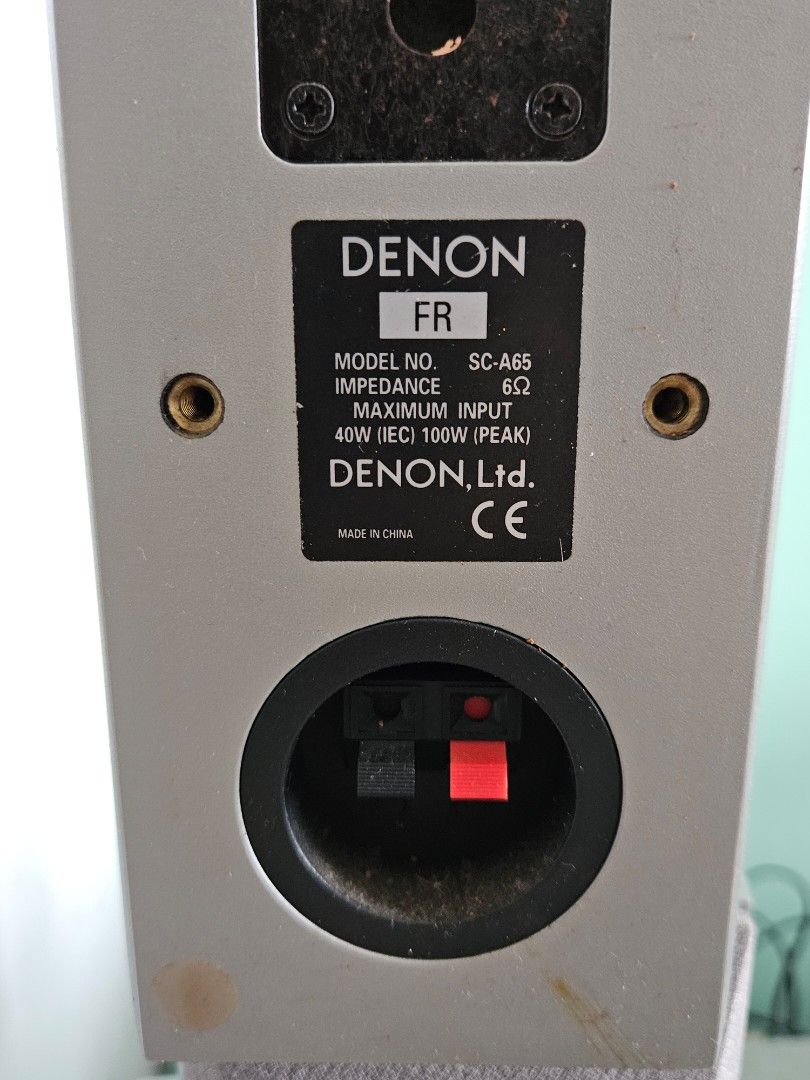 DENON
FR
MODEL NO. SC-A65
IMPEDANCE 6Ω
MAXIMUM INPUT
40W (IEC) 100W (PEAK)
DENON, Ltd.
CE
MADE IN CHINA